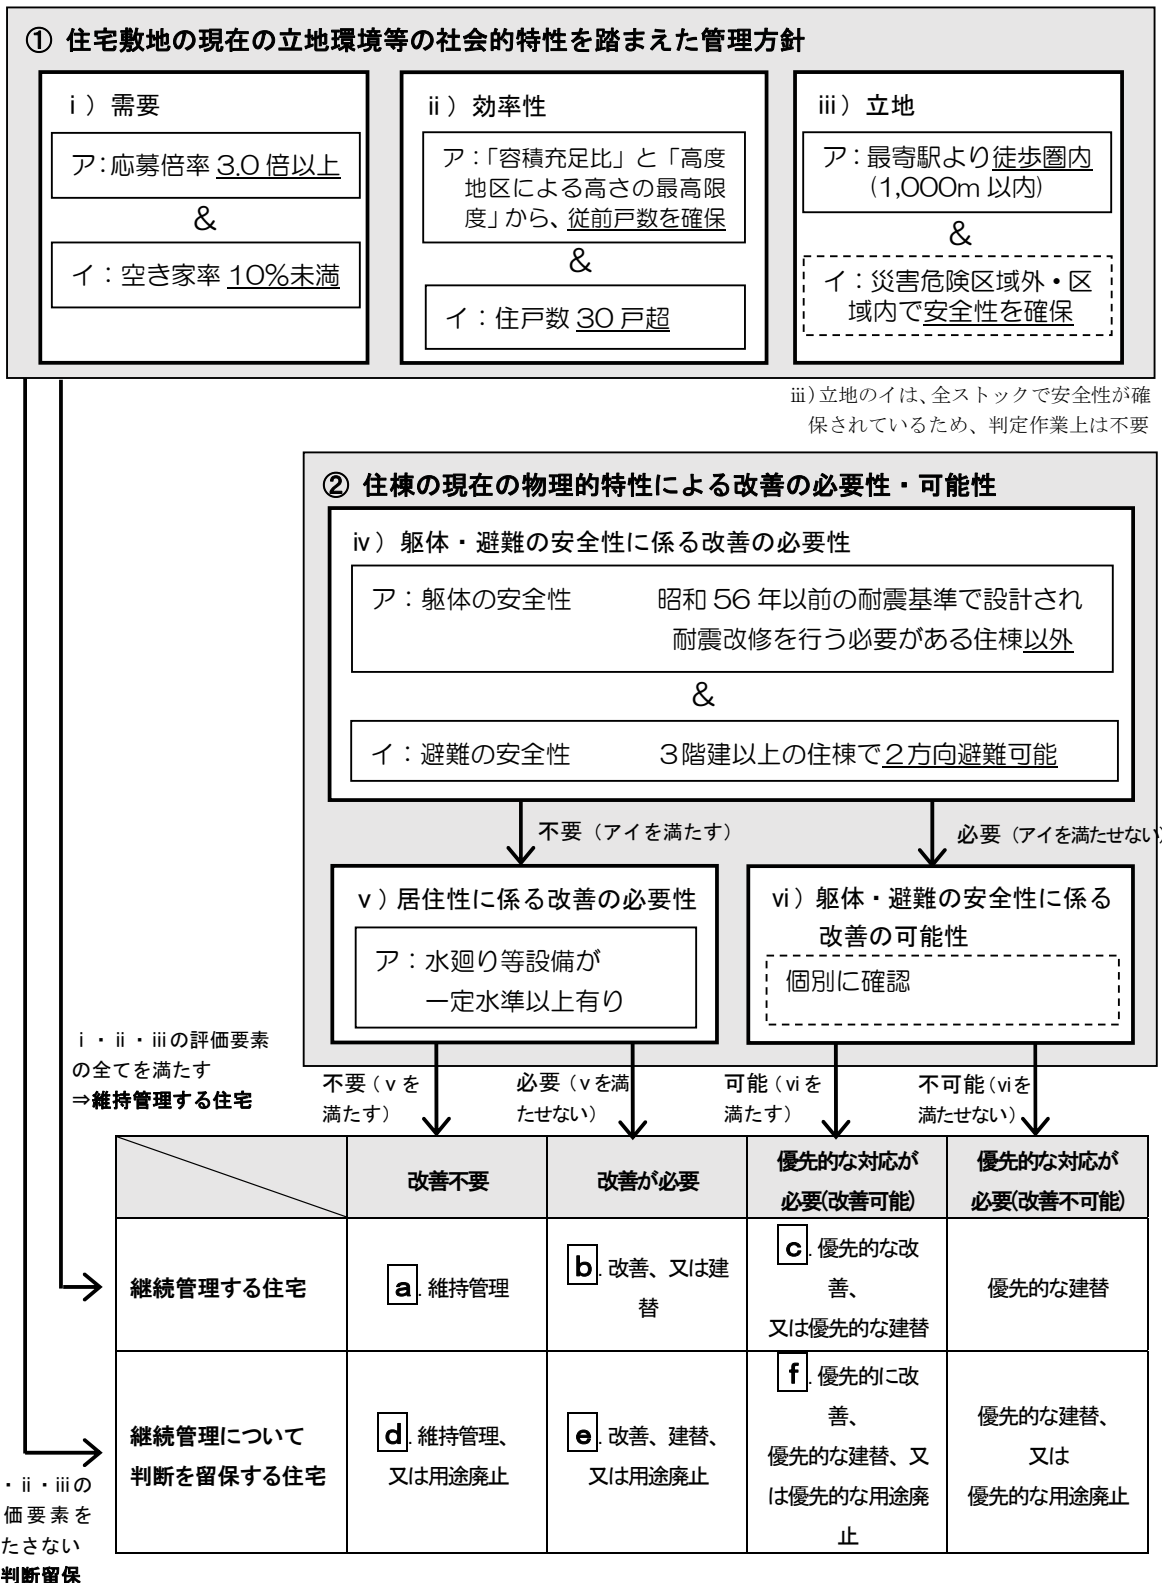 ① 住宅敷地の現在の立地環境等の社会的特性を踏まえた管理方針
ⅰ）需要
ア：応募倍率 3.0 倍以上
&
イ：空き家率 10%未満
ⅱ）効率性
ア：「容積充足比」と「高度
地区による高さの最高限
度」から、従前戸数を確保
&
イ：住戸数 30 戸超
ⅲ）立地
ア：最寄駅より徒歩圏内
(1,000m 以内)
&
イ：災害危険区域外・区
域内で安全性を確保
ⅲ）立地のイは、全ストックで安全性が確
保されているため、判定作業上は不要
② 住棟の現在の物理的特性による改善の必要性・可能性
ⅳ）躯体・避難の安全性に係る改善の必要性
ア：躯体の安全性 昭和 56 年以前の耐震基準で設計され
耐震改修を行う必要がある住棟以外
&
イ：避難の安全性 ３階建以上の住棟で２方向避難可能
不要（アイを満たす）
必要（アイを満たせない）
ⅴ）居住性に係る改善の必要性
ア：水廻り等設備が
一定水準以上有り
ⅵ）躯体・避難の安全性に係る
改善の可能性
個別に確認
ⅰ・ⅱ・ⅲの評価要素
の全てを満たす
⇒維持管理する住宅
不要（ⅴを
満たす）
必要（ⅴを満
たせない）
可能（ⅵを
満たす）
不可能（ⅵを
満たせない）
改善不要
改善が必要
優先的な対応が
必要(改善可能)
優先的な対応が
必要(改善不可能)
継続管理する住宅
a. 維持管理
b. 改善、又は建
替
c. 優先的な改
善、
又は優先的な建替
優先的な建替
継続管理について
判断を留保する住宅
d. 維持管理、
又は用途廃止
e. 改善、建替、
又は用途廃止
f. 優先的に改
善、
優先的な建替、又
は優先的な用途廃
止
優先的な建替、
又は
優先的な用途廃止
・ⅱ・ⅲの
価要素を
たさない
判断留保